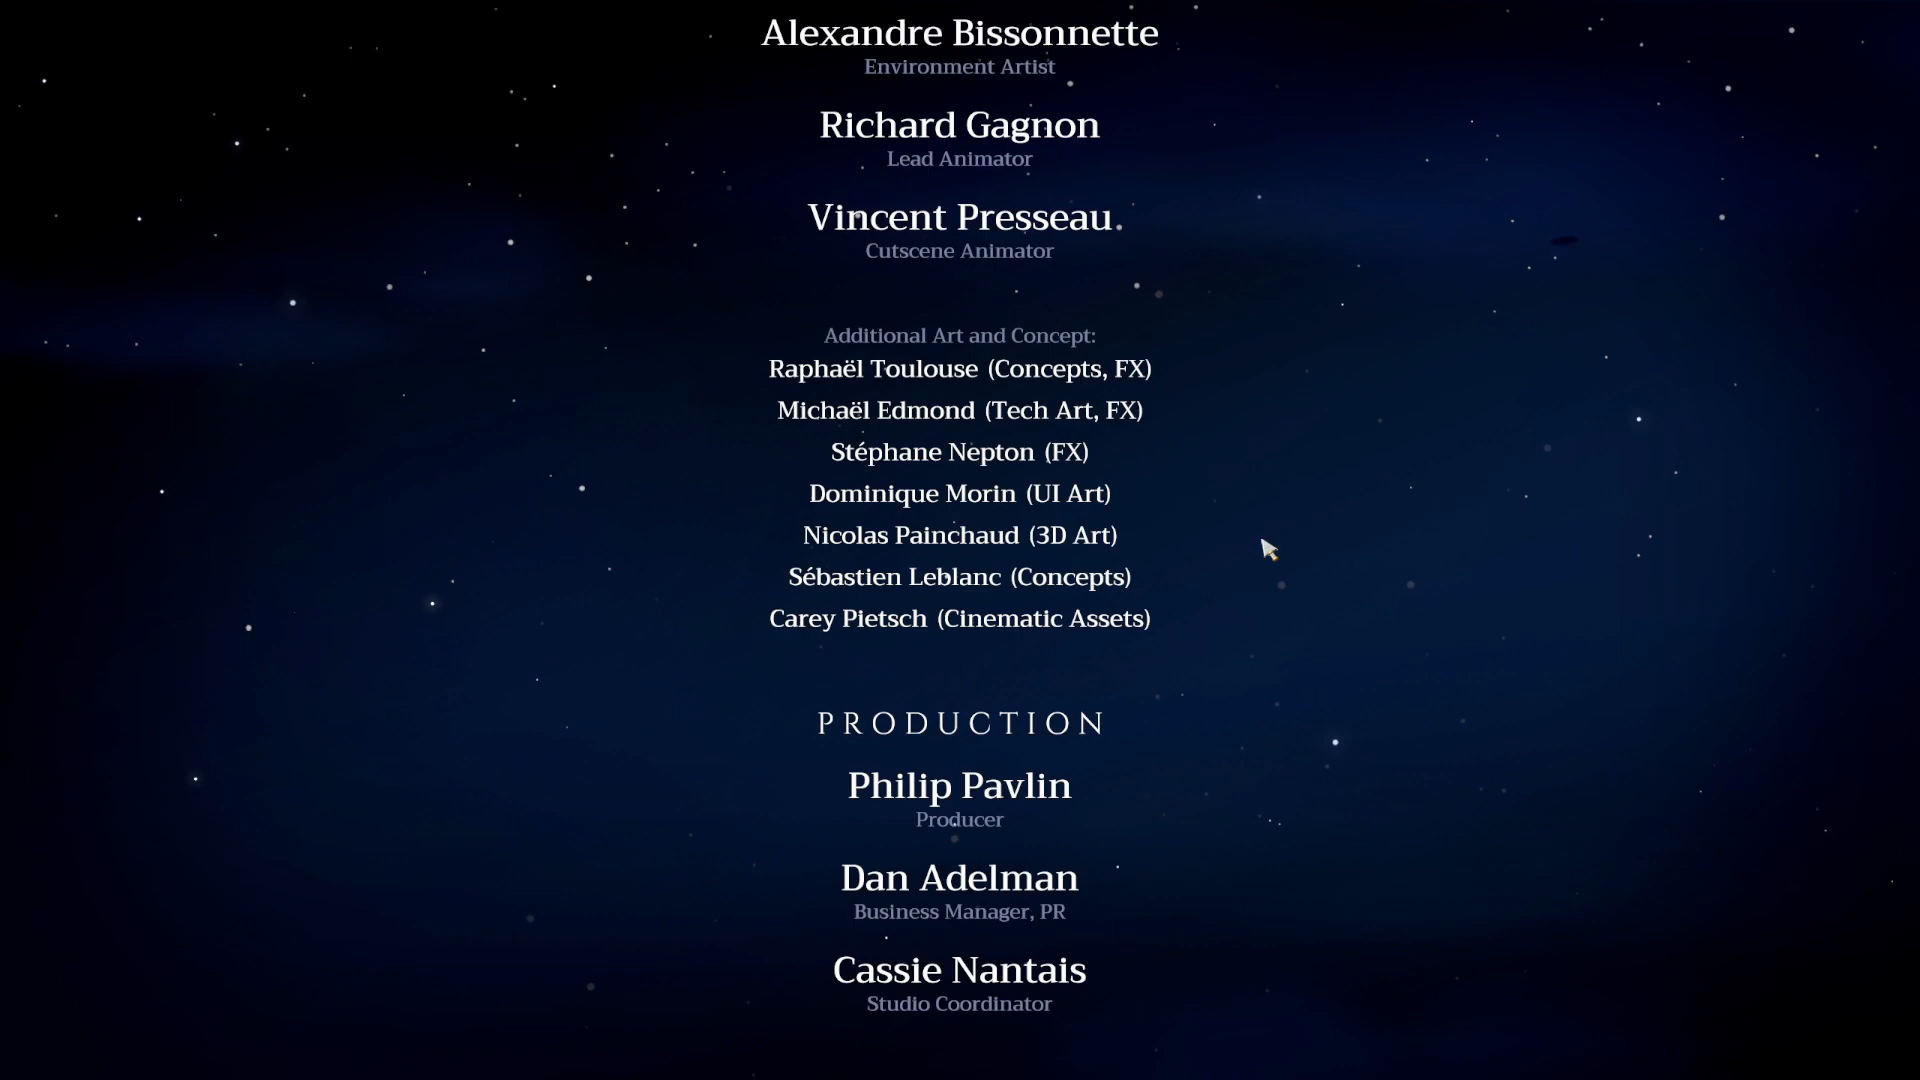 Alexandre Bissonnette
Environment Artist
Richard Gagnon
Lead Animator
Vincent Presseau
Cutscene Animator
Additional Art and Concept:
Raphaël Toulouse (Concepts, FX)
Michaël Edmond (Tech Art, FX)
Stéphane Nepton (FX)
Dominique Morin (UI Art)
Nicolas Painchaud (3D Art)
Sébastien Leblanc (Concepts)
Carey Pietsch (Cinematic Assets)
PRODUCTION
Philip Pavlin
Producer
Dan Adelman
Business Manager, PR
Cassie Nantais
Studio Coordinator